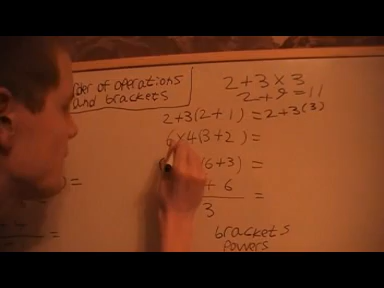 of operations
and brackets
2+3×3
2+9=11
2+3(2+1)=2+3(3)
6×4(3+2)=
(6+3)=
+6
=
3
)=
brackets
powers